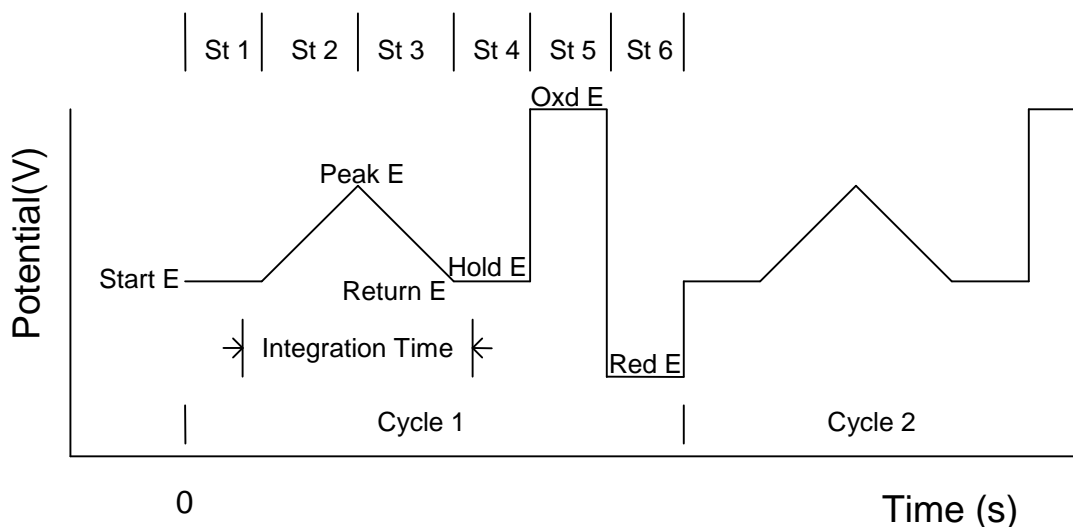 St 1 St 2 St 3 St 4 St 5 St 6
Oxd E
Peak E
Potential(V)
Start E
Hold E
Return E
Integration Time
Red E
Cycle 1 Cycle 2
0
Time (s)